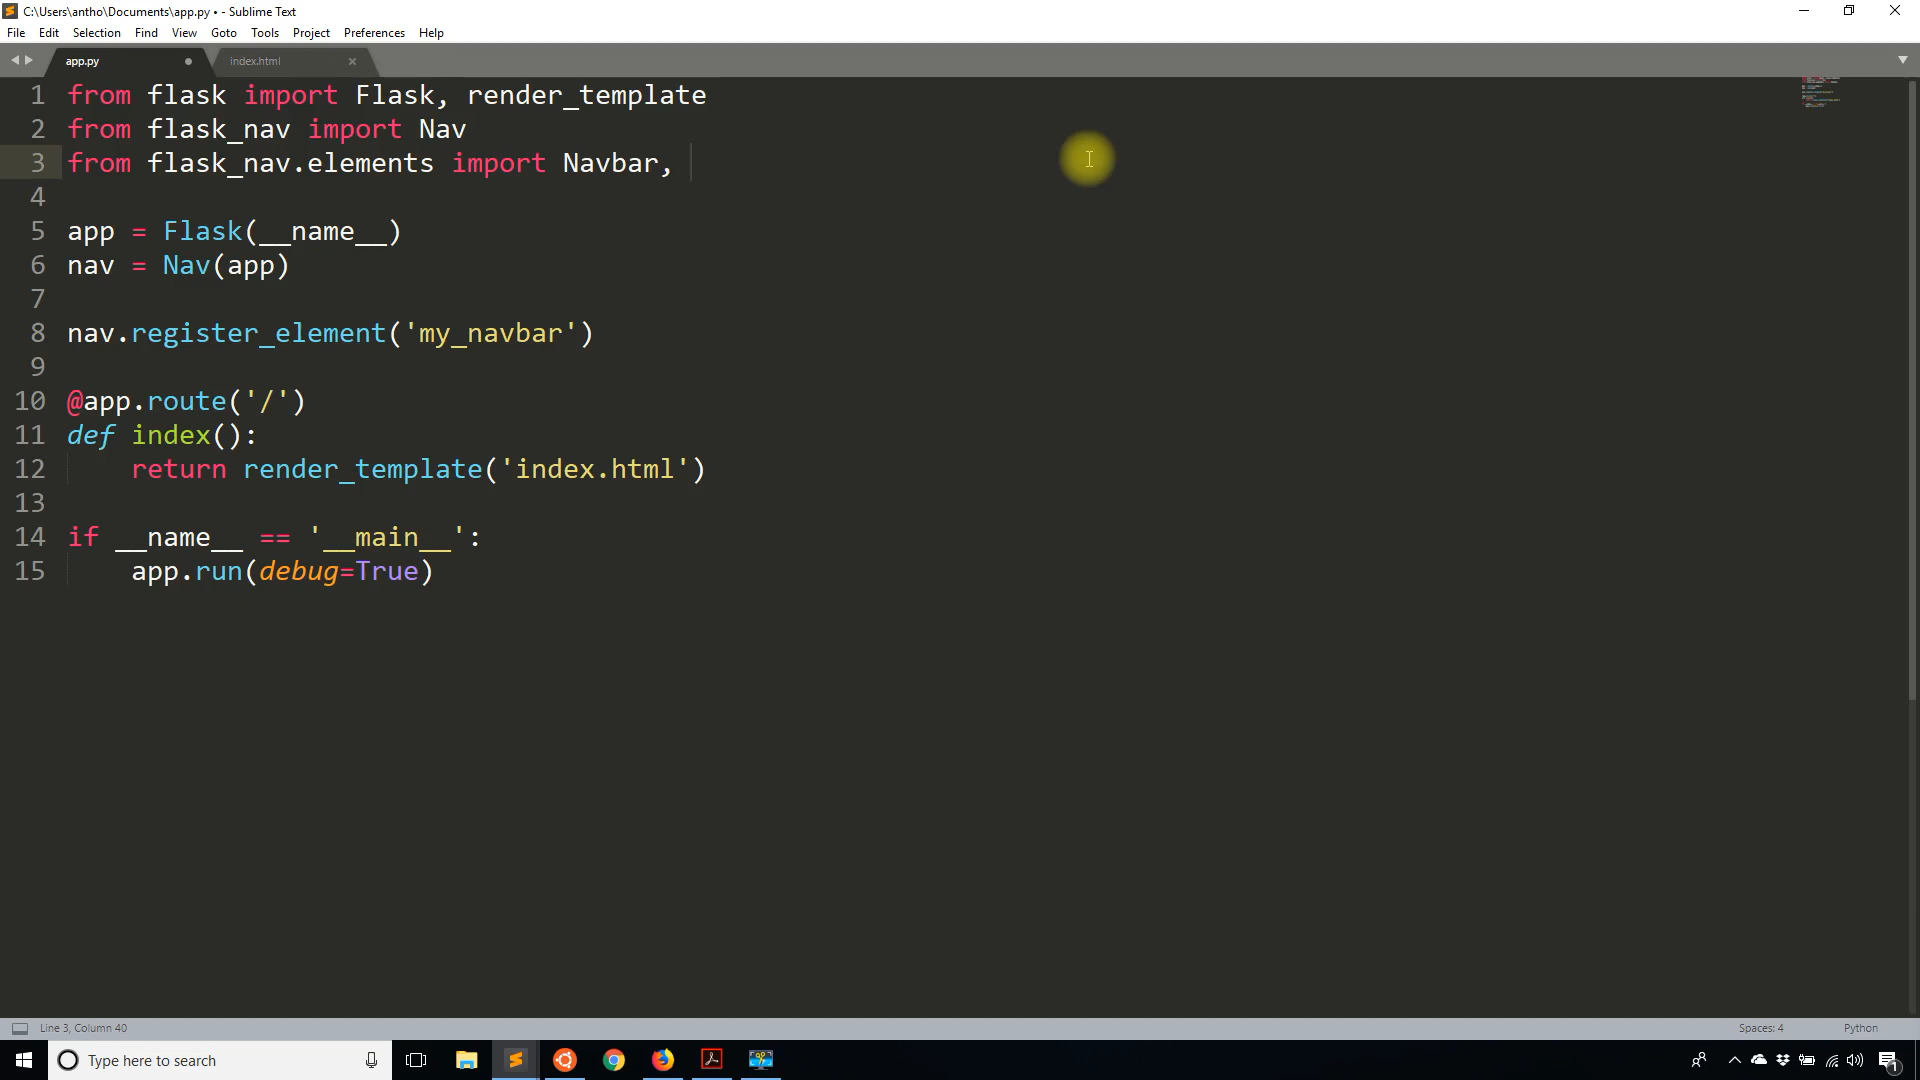 C:\Users\antho\Documents\app.py • - Sublime Text
File Edit Selection Find View Goto Tools Project Preferences Help
app.py index.html
1 from flask import Flask, render_template
2 from flask_nav import Nav
3 from flask_nav.elements import Navbar,
4
5 app = Flask(__name__)
6 nav = Nav(app)
7
8 nav.register_element('my_navbar')
9
10 @app.route('/')
11 def index():
12     return render_template('index.html')
13
14 if __name__ == '__main__':
15     app.run(debug=True)
Line 3, Column 40 Spaces: 4 Python
Type here to search 1